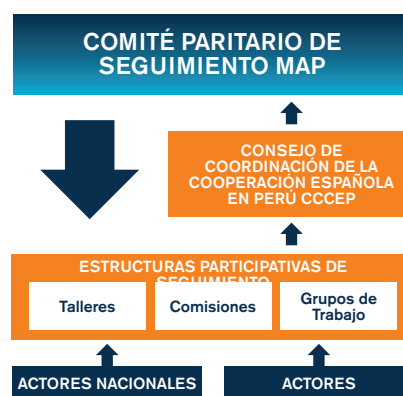 COMITÉ PARITARIO DE
SEGUIMIENTO MAP
CONSEJO DE
COORDINACIÓN DE LA
COOPERACIÓN ESPAÑOLA
EN PERÚ CCCEP
ESTRUCTURAS PARTICIPATIVAS DE
SEGUIMIENTO
Talleres
Comisiones
Grupos de
Trabajo
ACTORES NACIONALES
ACTORES